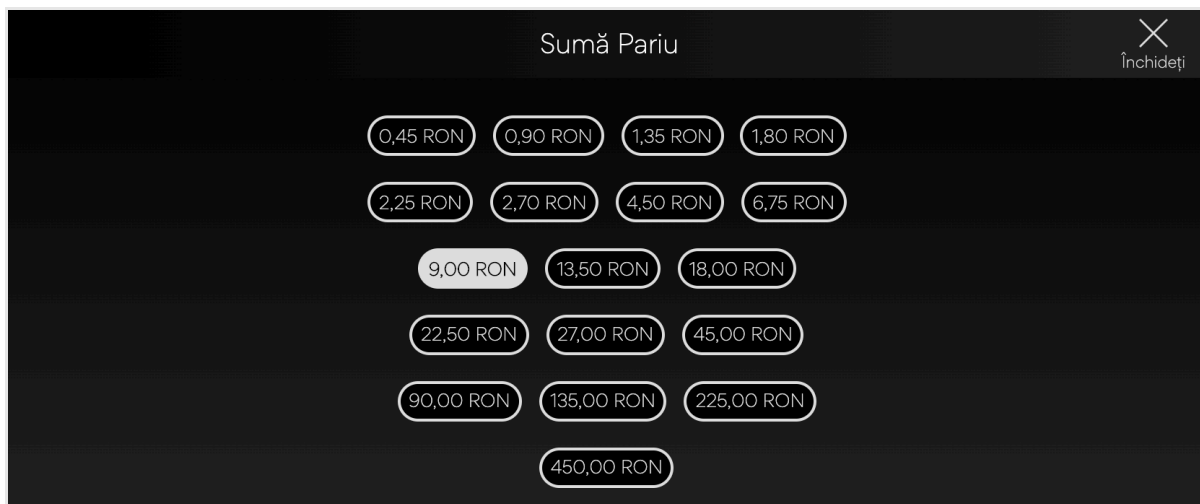 Sumă Pariu
Închideți
0,45 RON 0,90 RON 1,35 RON 1,80 RON
2,25 RON 2,70 RON 4,50 RON 6,75 RON
9,00 RON 13,50 RON 18,00 RON
22,50 RON 27,00 RON 45,00 RON
90,00 RON 135,00 RON 225,00 RON
450,00 RON